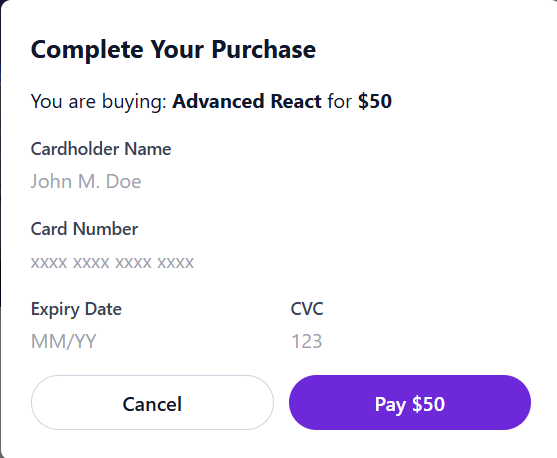 Complete Your Purchase
You are buying: Advanced React for $50
Cardholder Name
John M. Doe
Card Number
xxxx xxxx xxxx xxxx
Expiry Date
CVC
MM/YY
123
Cancel
Pay $50